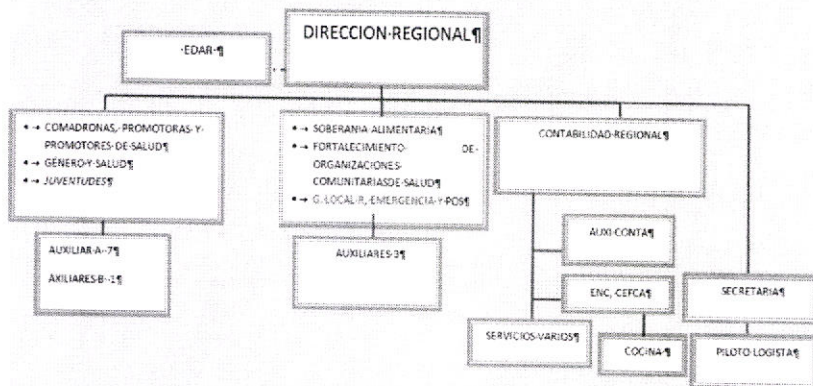 DIRECCION·REGIONAL¶
·EDAR·¶
• → COMADRONAS,·PROMOTORAS·Y·
PROMOTORES·DE·SALUD¶
• → GÉNERO·Y·SALUD¶
• → JUVENTUDES¶
• → SOBERANIA·ALIMENTARIA¶
• → FORTALECIMIENTO· DE·
ORGANIZACIONES·
COMUNITARIASDE·SALUD¶
• → G.·LOCAL·R,·EMERGENCIA·Y·POS¶
CONTABILIDAD·REGIONAL¶
AUXILIAR·A·-7¶
AXILIARES·B·-1¶
AUXILIARES·3¶
AUXI·CONTA¶
ENC,·CEFCA¶
SECRETARIA¶
SERVICIOS·VARIOS¶
COCINA·¶
PILOTO·LOGISTA¶